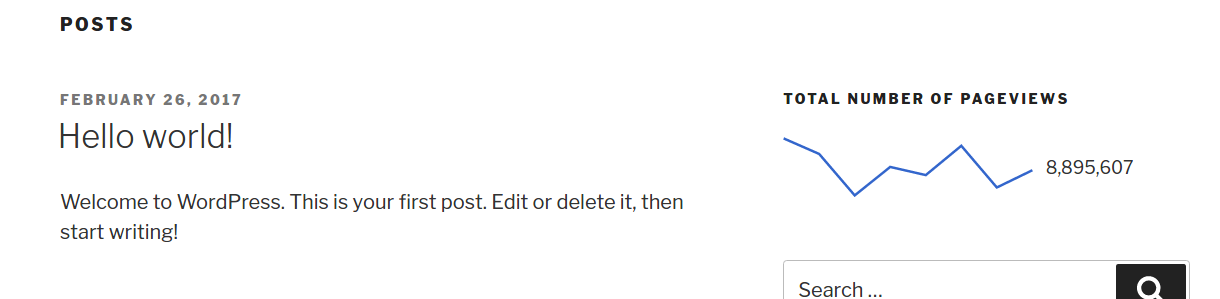 POSTS
FEBRUARY 26, 2017
Hello world!
Welcome to WordPress. This is your first post. Edit or delete it, then
start writing!
TOTAL NUMBER OF PAGEVIEWS
8,895,607
Search ...